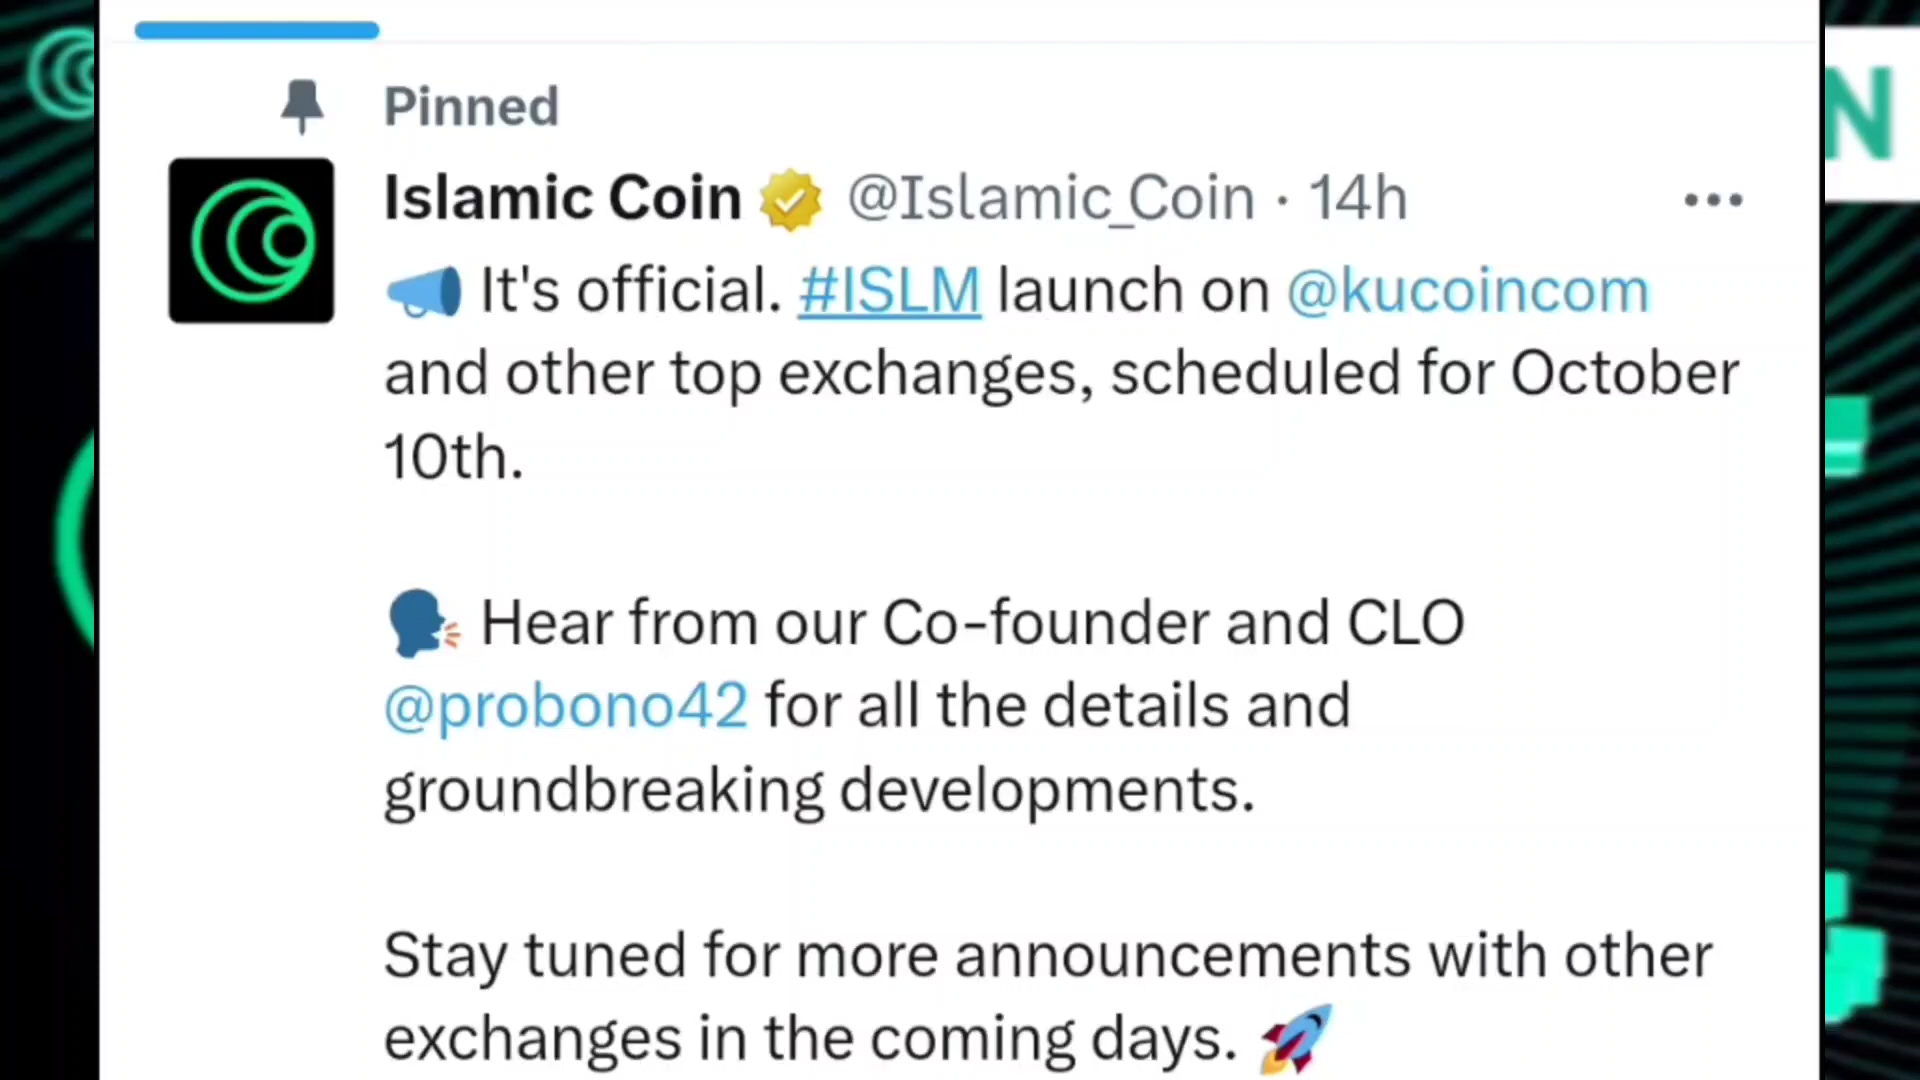 Pinned
Islamic Coin @Islamic_Coin · 14h
📢 It's official. #ISLM launch on @kucoincom
and other top exchanges, scheduled for October
10th.
🗣️ Hear from our Co-founder and CLO
@probono42 for all the details and
groundbreaking developments.
Stay tuned for more announcements with other
exchanges in the coming days. 🚀
N